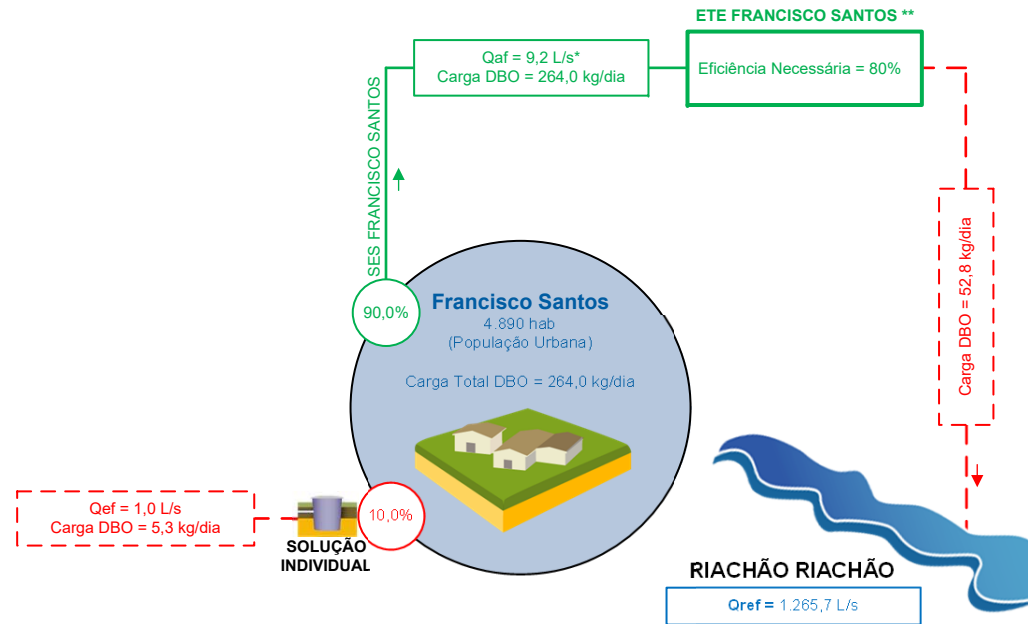 ETE FRANCISCO SANTOS **
Qaf = 9,2 L/s*
Carga DBO = 264,0 kg/dia
Eficiência Necessária = 80%
SES FRANCISCO SANTOS
Carga DBO = 52,8 kg/dia
90,0%
Francisco Santos
4.890 hab
(População Urbana)
Carga Total DBO = 264,0 kg/dia
Qef = 1,0 L/s
Carga DBO = 5,3 kg/dia
10,0%
SOLUÇÃO
INDIVIDUAL
RIACHÃO RIACHÃO
Qref = 1.265,7 L/s